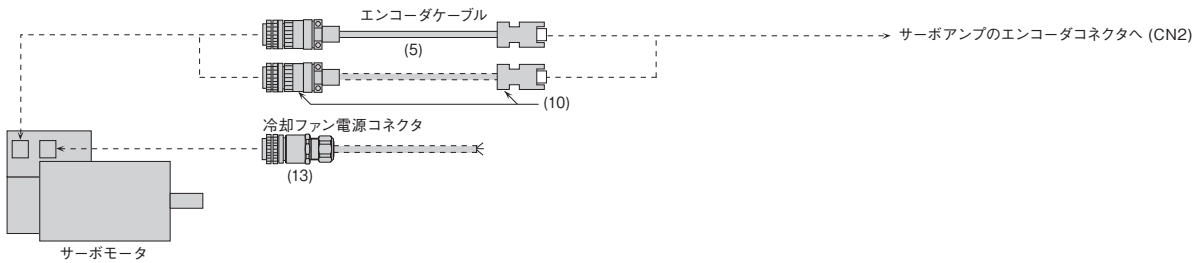 エンコーダケーブル
(5)
サーボアンプのエンコーダコネクタへ (CN2)
(10)
冷却ファン電源コネクタ
(13)
サーボモータ